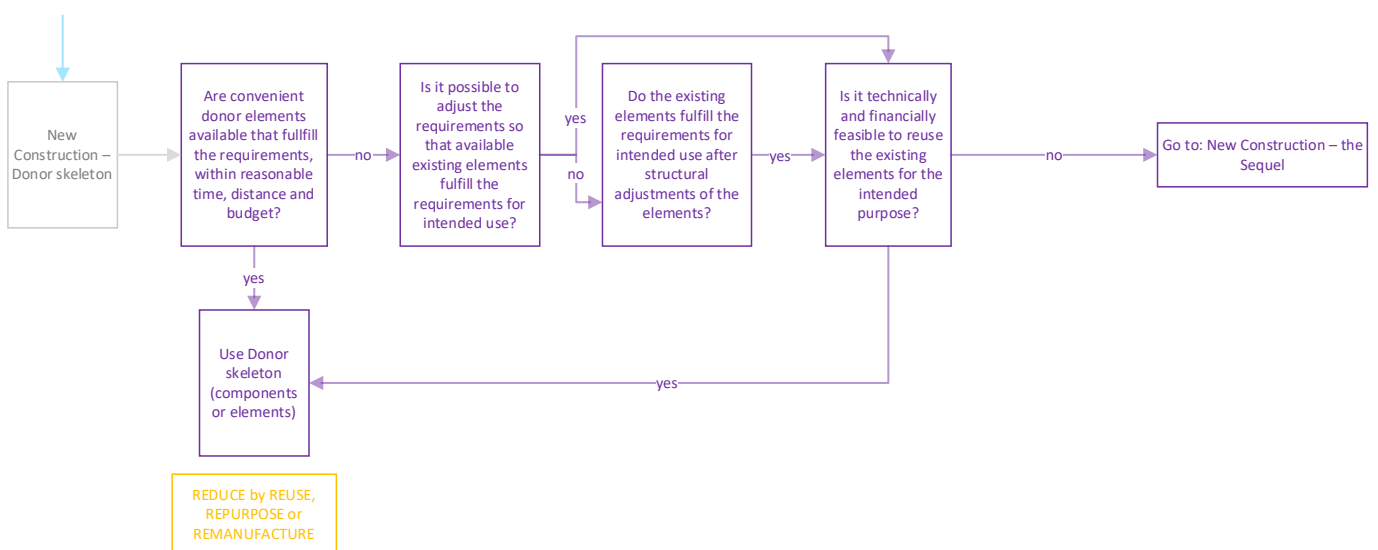 New
Construction –
Donor skeleton
Are convenient
donor elements
available that fullfill
the requirements,
within reasonable
time, distance and
budget?
no
yes
Is it possible to
adjust the
requirements so
that available
existing elements
fulfill the
requirements for
intended use?
yes
no
Do the existing
elements fulfill the
requirements for
intended use after
structural
adjustments of the
elements?
yes
Is it technically
and financially
feasible to reuse
the existing
elements for the
intended
purpose?
no
Go to: New Construction – the
Sequel
Use Donor
skeleton
(components
or elements)
yes
REDUCE by REUSE,
REPURPOSE or
REMANUFACTURE